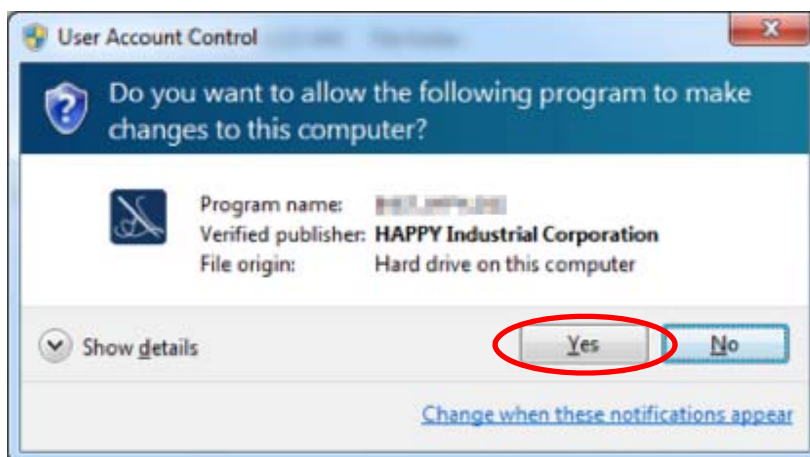 User Account Control
Do you want to allow the following program to make
changes to this computer?
Program name:
Verified publisher: HAPPY Industrial Corporation
File origin: Hard drive on this computer
Show details
Yes
No
Change when these notifications appear